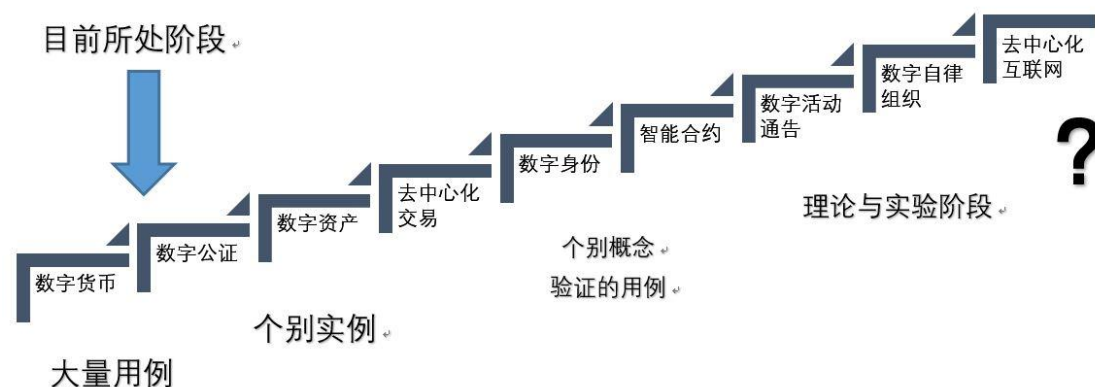 目前所处阶段
数字货币
数字公证
数字资产
去中心化
交易
数字身份
智能合约
数字活动
通告
数字自律
组织
去中心化
互联网
?
理论与实验阶段
个别概念
验证的用例
个别实例
大量用例